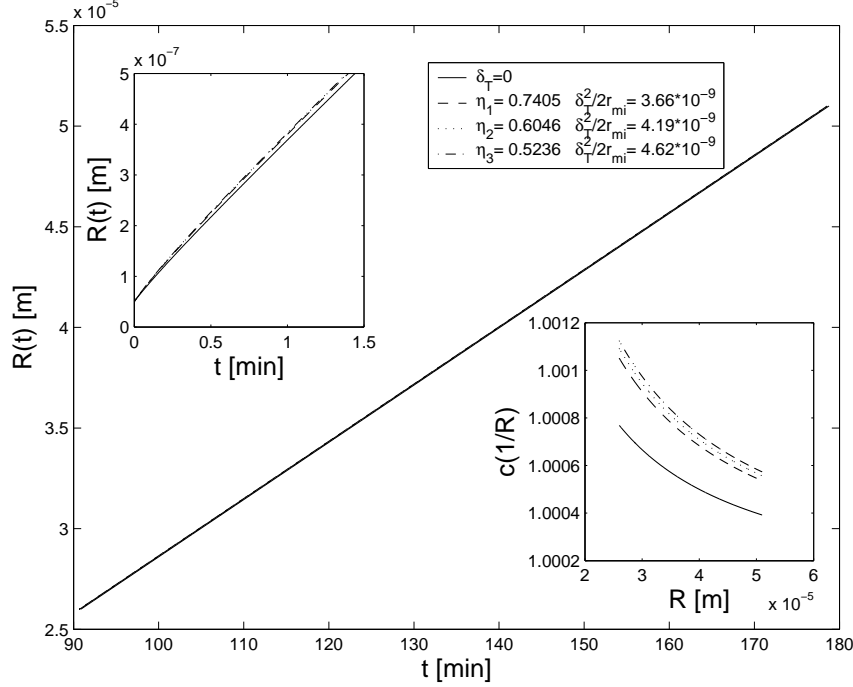 x 10⁻⁵
5.5
5
4.5
4
3.5
3
2.5
90 100 110 120 130 140 150 160 170 180
t [min]
R(t) [m]
x 10⁻⁷
5
4
3
2
1
0
0 0.5 1 1.5
t [min]
R(t) [m]
δ_T=0
η₁= 0.7405 δ_T²/2r_mi= 3.66*10⁻⁹
η₂= 0.6046 δ_T²/2r_mi= 4.19*10⁻⁹
η₃= 0.5236 δ_T²/2r_mi= 4.62*10⁻⁹
1.0012
1.001
1.0008
1.0006
1.0004
1.0002
2 3 4 5 6
x 10⁻⁵
R [m]
c(1/R)